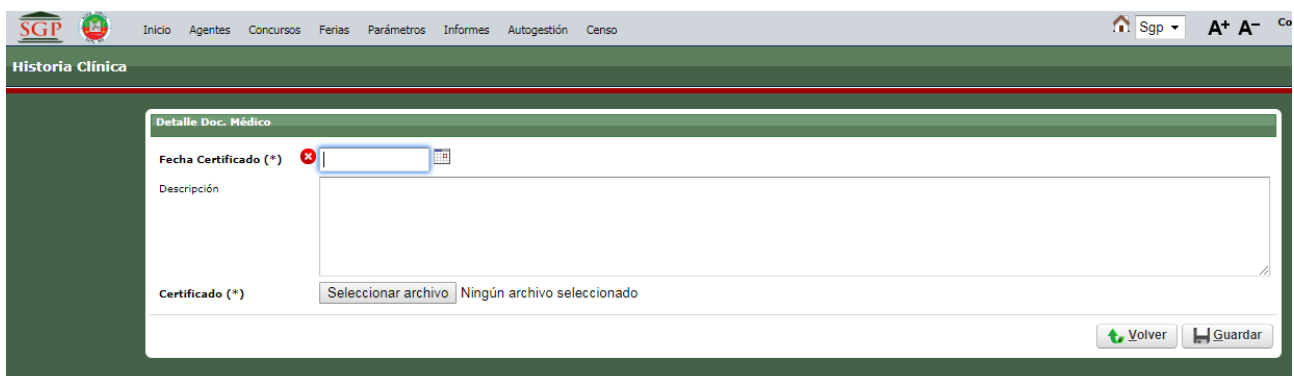 SGP Inicio Agentes Concursos Ferias Parámetros Informes Autogestión Censo Sgp A+ A- Co
Historia Clínica
Detalle Doc. Médico
Fecha Certificado (*)
Descripción
Certificado (*) Seleccionar archivo Ningún archivo seleccionado
Volver Guardar